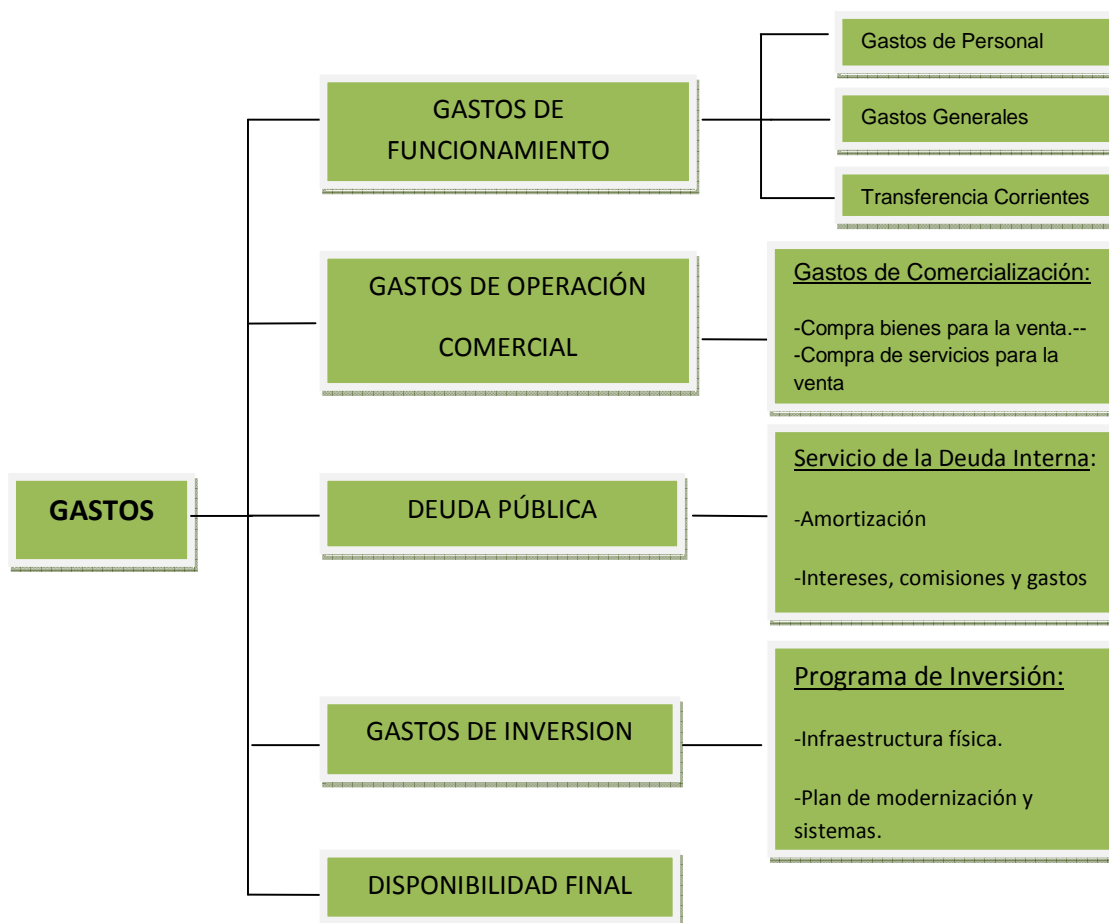 GASTOS
GASTOS DE
FUNCIONAMIENTO
Gastos de Personal
Gastos Generales
Transferencia Corrientes
GASTOS DE OPERACIÓN
COMERCIAL
Gastos de Comercialización:
-Compra bienes para la venta.--
-Compra de servicios para la
venta
DEUDA PÚBLICA
Servicio de la Deuda Interna:
-Amortización
-Intereses, comisiones y gastos
GASTOS DE INVERSION
Programa de Inversión:
-Infraestructura física.
-Plan de modernización y
sistemas.
DISPONIBILIDAD FINAL